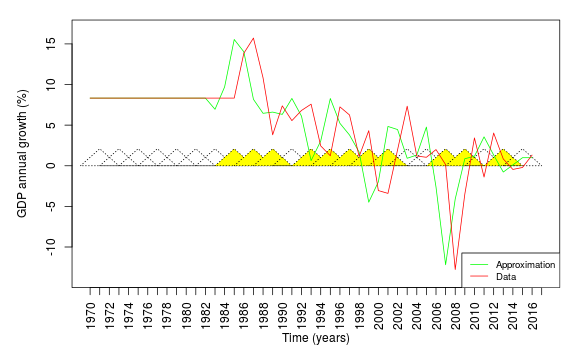 GDP annual growth (%)
15
10
5
0
-5
-10
1970 1972 1974 1976 1978 1980 1982 1984 1986 1988 1990 1992 1994 1996 1998 2000 2002 2004 2006 2008 2010 2012 2014 2016
Time (years)
Approximation
Data